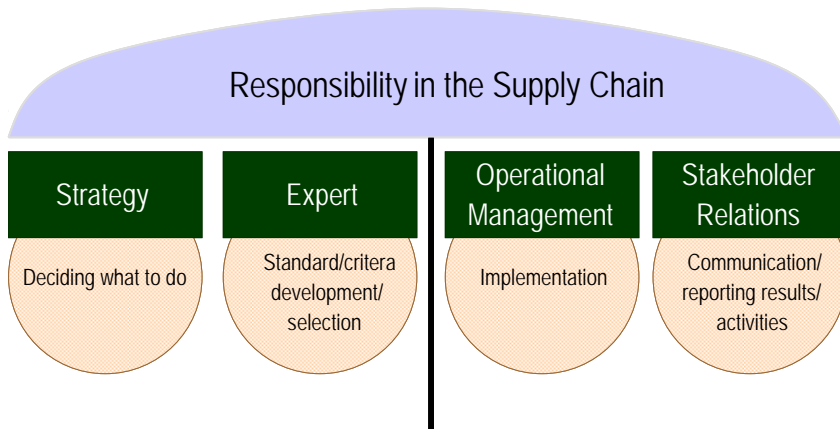 Responsibility in the Supply Chain
Strategy
Expert
Operational
Management
Stakeholder
Relations
Deciding what to do
Standard/critera
development/
selection
Implementation
Communication/
reporting results/
activities